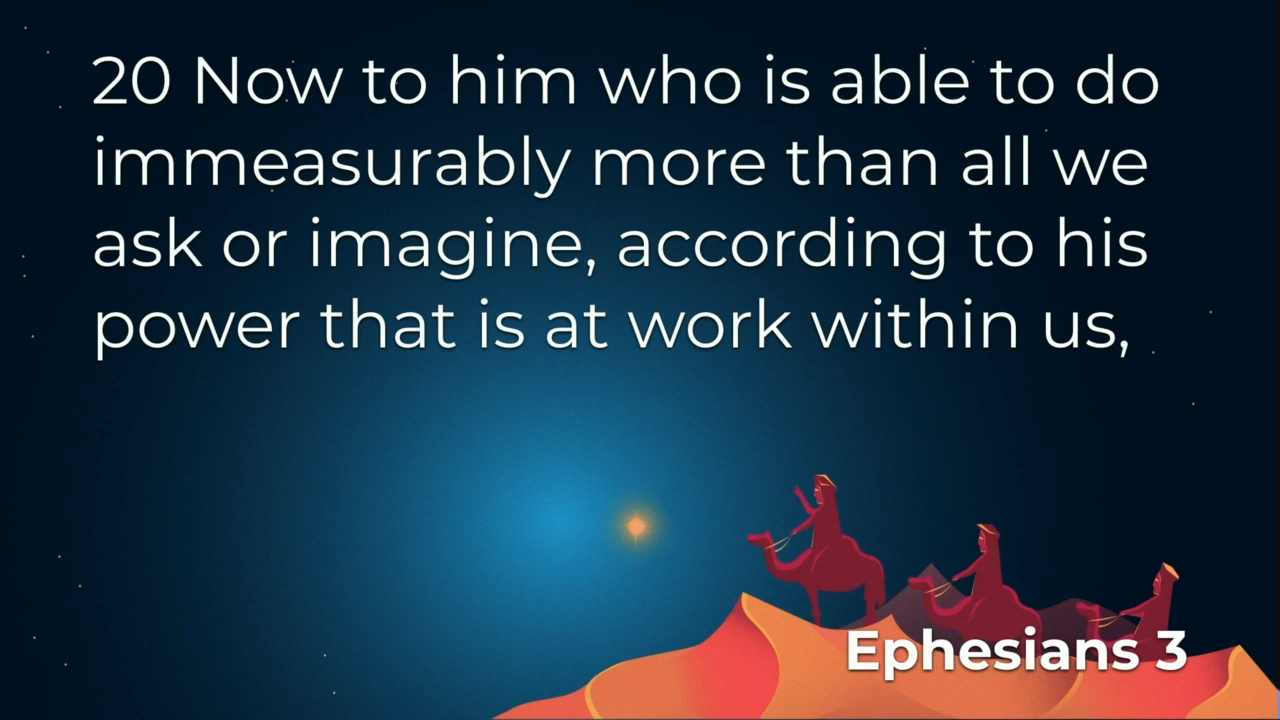 20 Now to him who is able to do
immeasurably more than all we
ask or imagine, according to his
power that is at work within us,
Ephesians 3